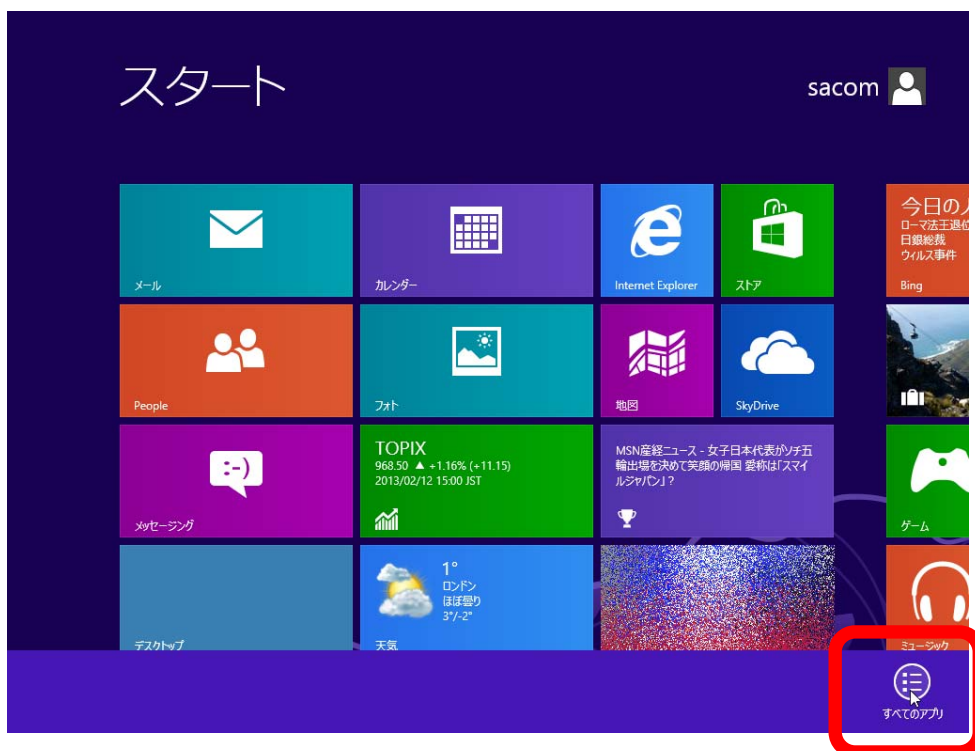 スタート
sacom
メール
カレンダー
Internet Explorer
ストア
今日の人
ローマ法王退位
日銀総裁
ウィルス事件
Bing
People
フォト
地図
SkyDrive
:-)
メッセージング
TOPIX
968.50 ▲ +1.16% (+11.15)
2013/02/12 15:00 JST
MSN産経ニュース - 女子日本代表がソチ五
輪出場を決めて笑顔の帰国 愛称は「スマイ
ルジャパン」?
ゲーム
デスクトップ
1°
ロンドン
ほぼ曇り
3°/-2°
天気
ミュージック
すべてのアプリ